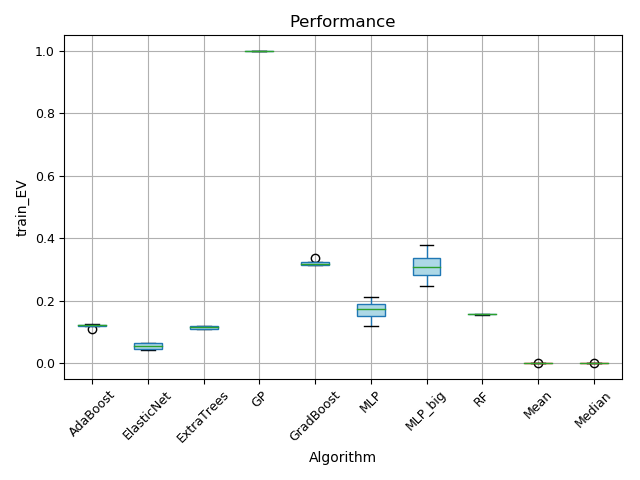 Performance
train_EV
1.0
0.8
0.6
0.4
0.2
0.0
AdaBoost
ElasticNet
ExtraTrees
GP
GradBoost
MLP
MLP_big
RF
Mean
Median
Algorithm